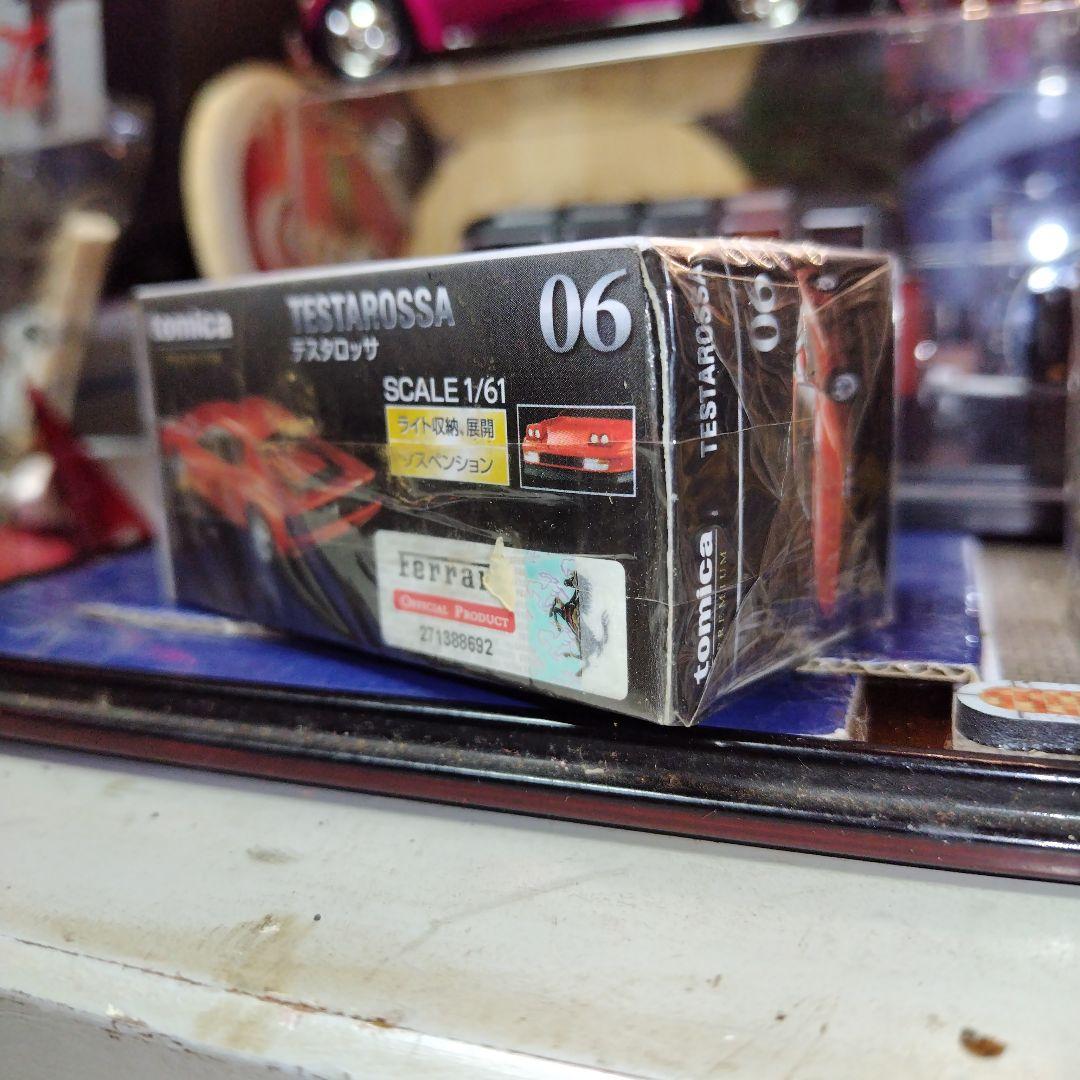 tomica
TESTAROSSA
テスタロッサ
06
SCALE 1/61
ライト収納、展開
サスペンション
Ferrari
OFFICIAL PRODUCT
271388692
TESTAROSSA
06
tomica
PREMIUM